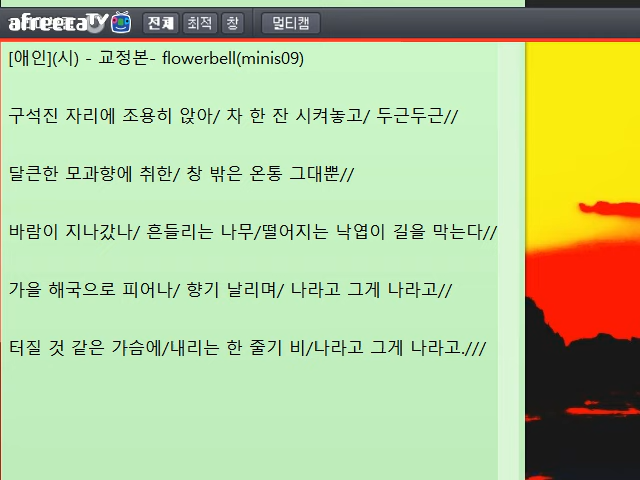 afreecaTV 전체 최적 창 멀티캠
[애인](시) - 교정본- flowerbell(minis09)
구석진 자리에 조용히 앉아/ 차 한 잔 시켜놓고/ 두근두근//
달큰한 모과향에 취한/ 창 밖은 온통 그대뿐//
바람이 지나갔나/ 흔들리는 나무/떨어지는 낙엽이 길을 막는다//
가을 해국으로 피어나/ 향기 날리며/ 나라고 그게 나라고//
터질 것 같은 가슴에/내리는 한 줄기 비/나라고 그게 나라고.///